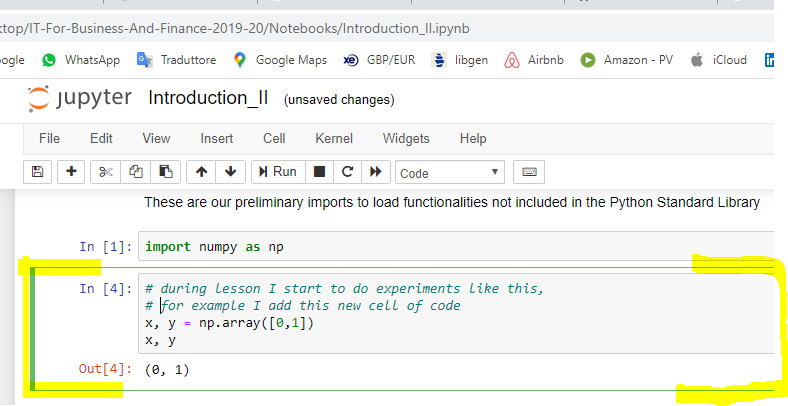 ktop/IT-For-Business-And-Finance-2019-20/Notebooks/Introduction_II.ipynb
ogle WhatsApp Traduttore Google Maps xe GBP/EUR libgen Airbnb Amazon - PV iCloud in
jupyter Introduction_II (unsaved changes)
File Edit View Insert Cell Kernel Widgets Help
Run Code
These are our preliminary imports to load functionalities not included in the Python Standard Library
In [1]: import numpy as np
In [4]: # during lesson I start to do experiments like this,
# for example I add this new cell of code
x, y = np.array([0,1])
x, y
Out[4]: (0, 1)